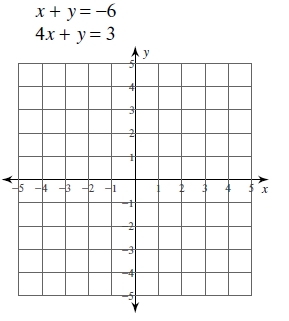 x + y = −6
4x + y = 3
y
5
4
3
2
1
−5 −4 −3 −2 −1 1 2 3 4 5 x
−1
−2
−3
−4
−5